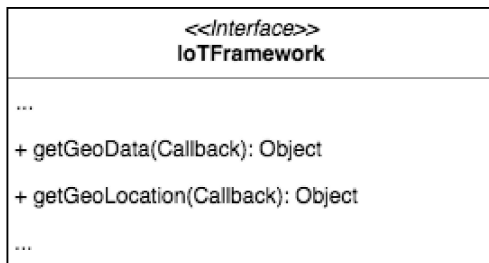 <<Interface>>
IoTFramework
...
+ getGeoData(Callback): Object
+ getGeoLocation(Callback): Object
...